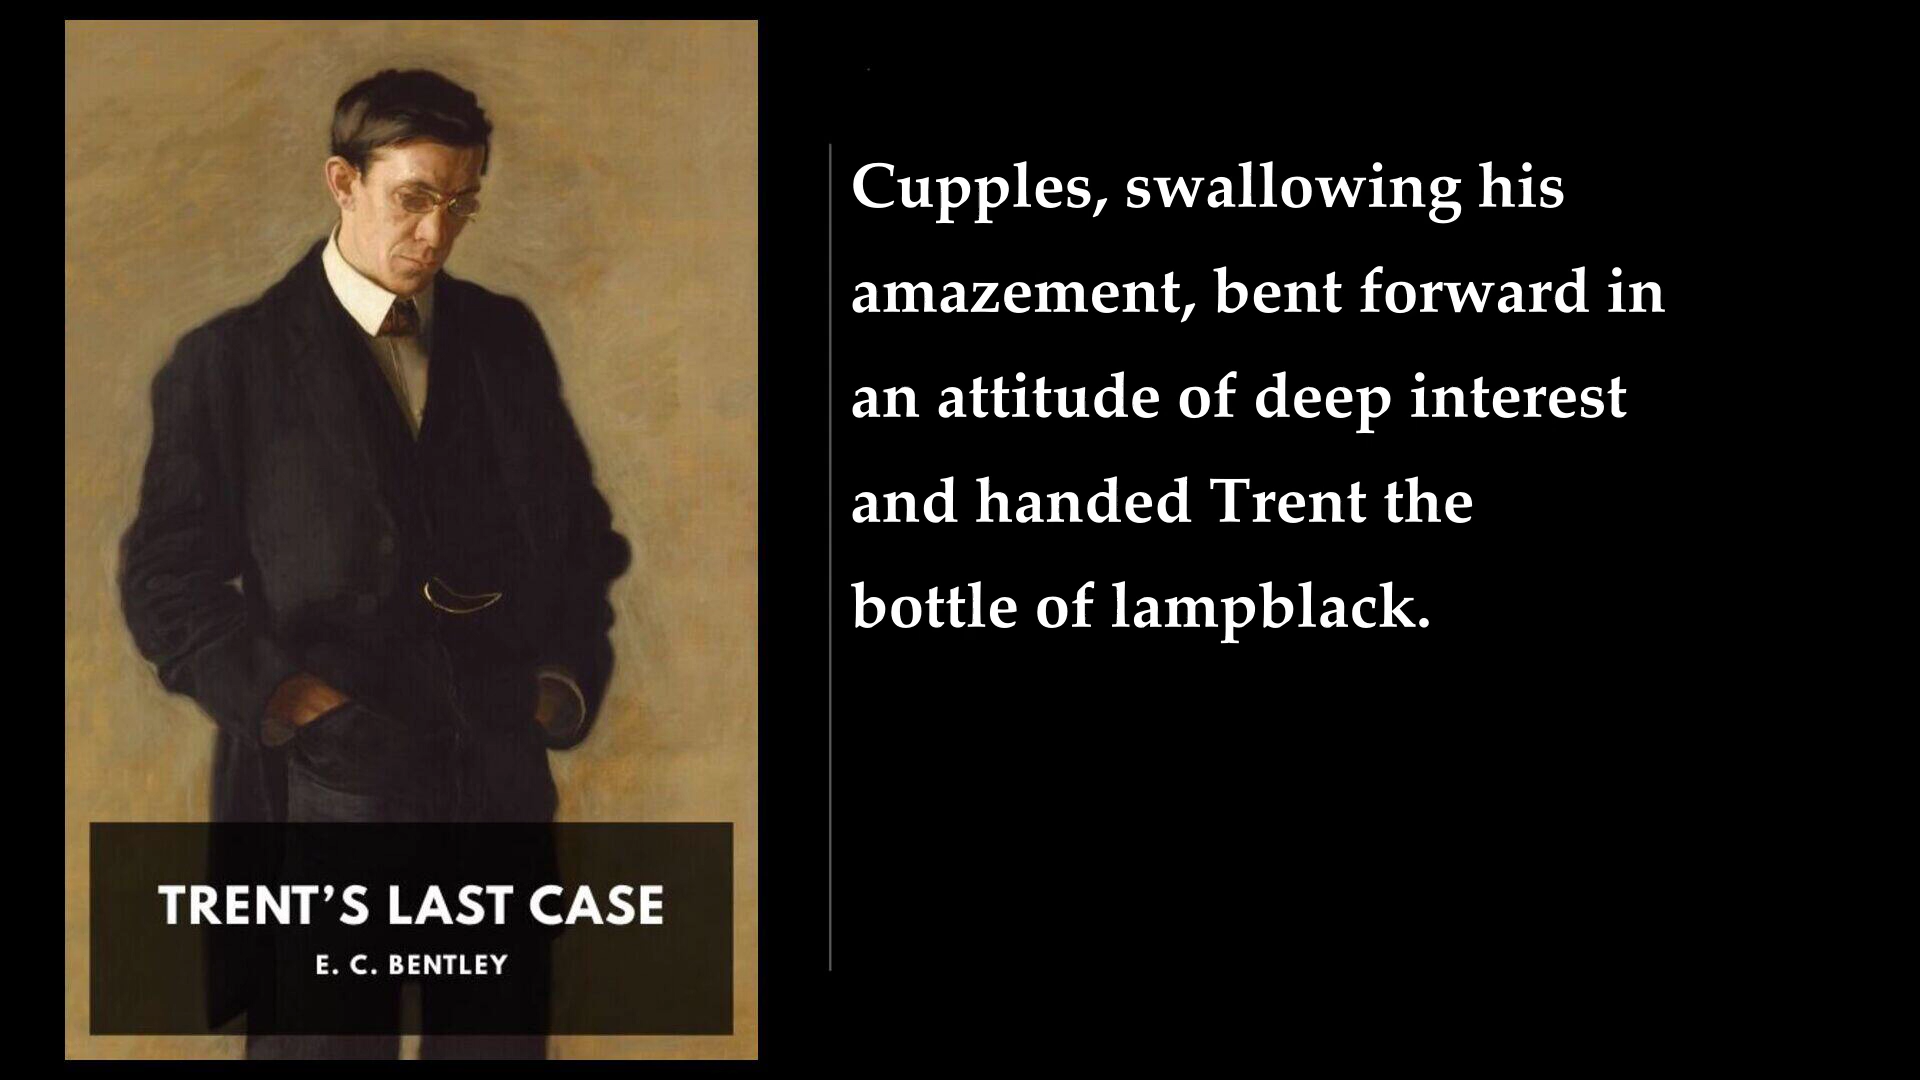 Cupples, swallowing his
amazement, bent forward in
an attitude of deep interest
and handed Trent the
bottle of lampblack.
TRENT’S LAST CASE
E. C. BENTLEY